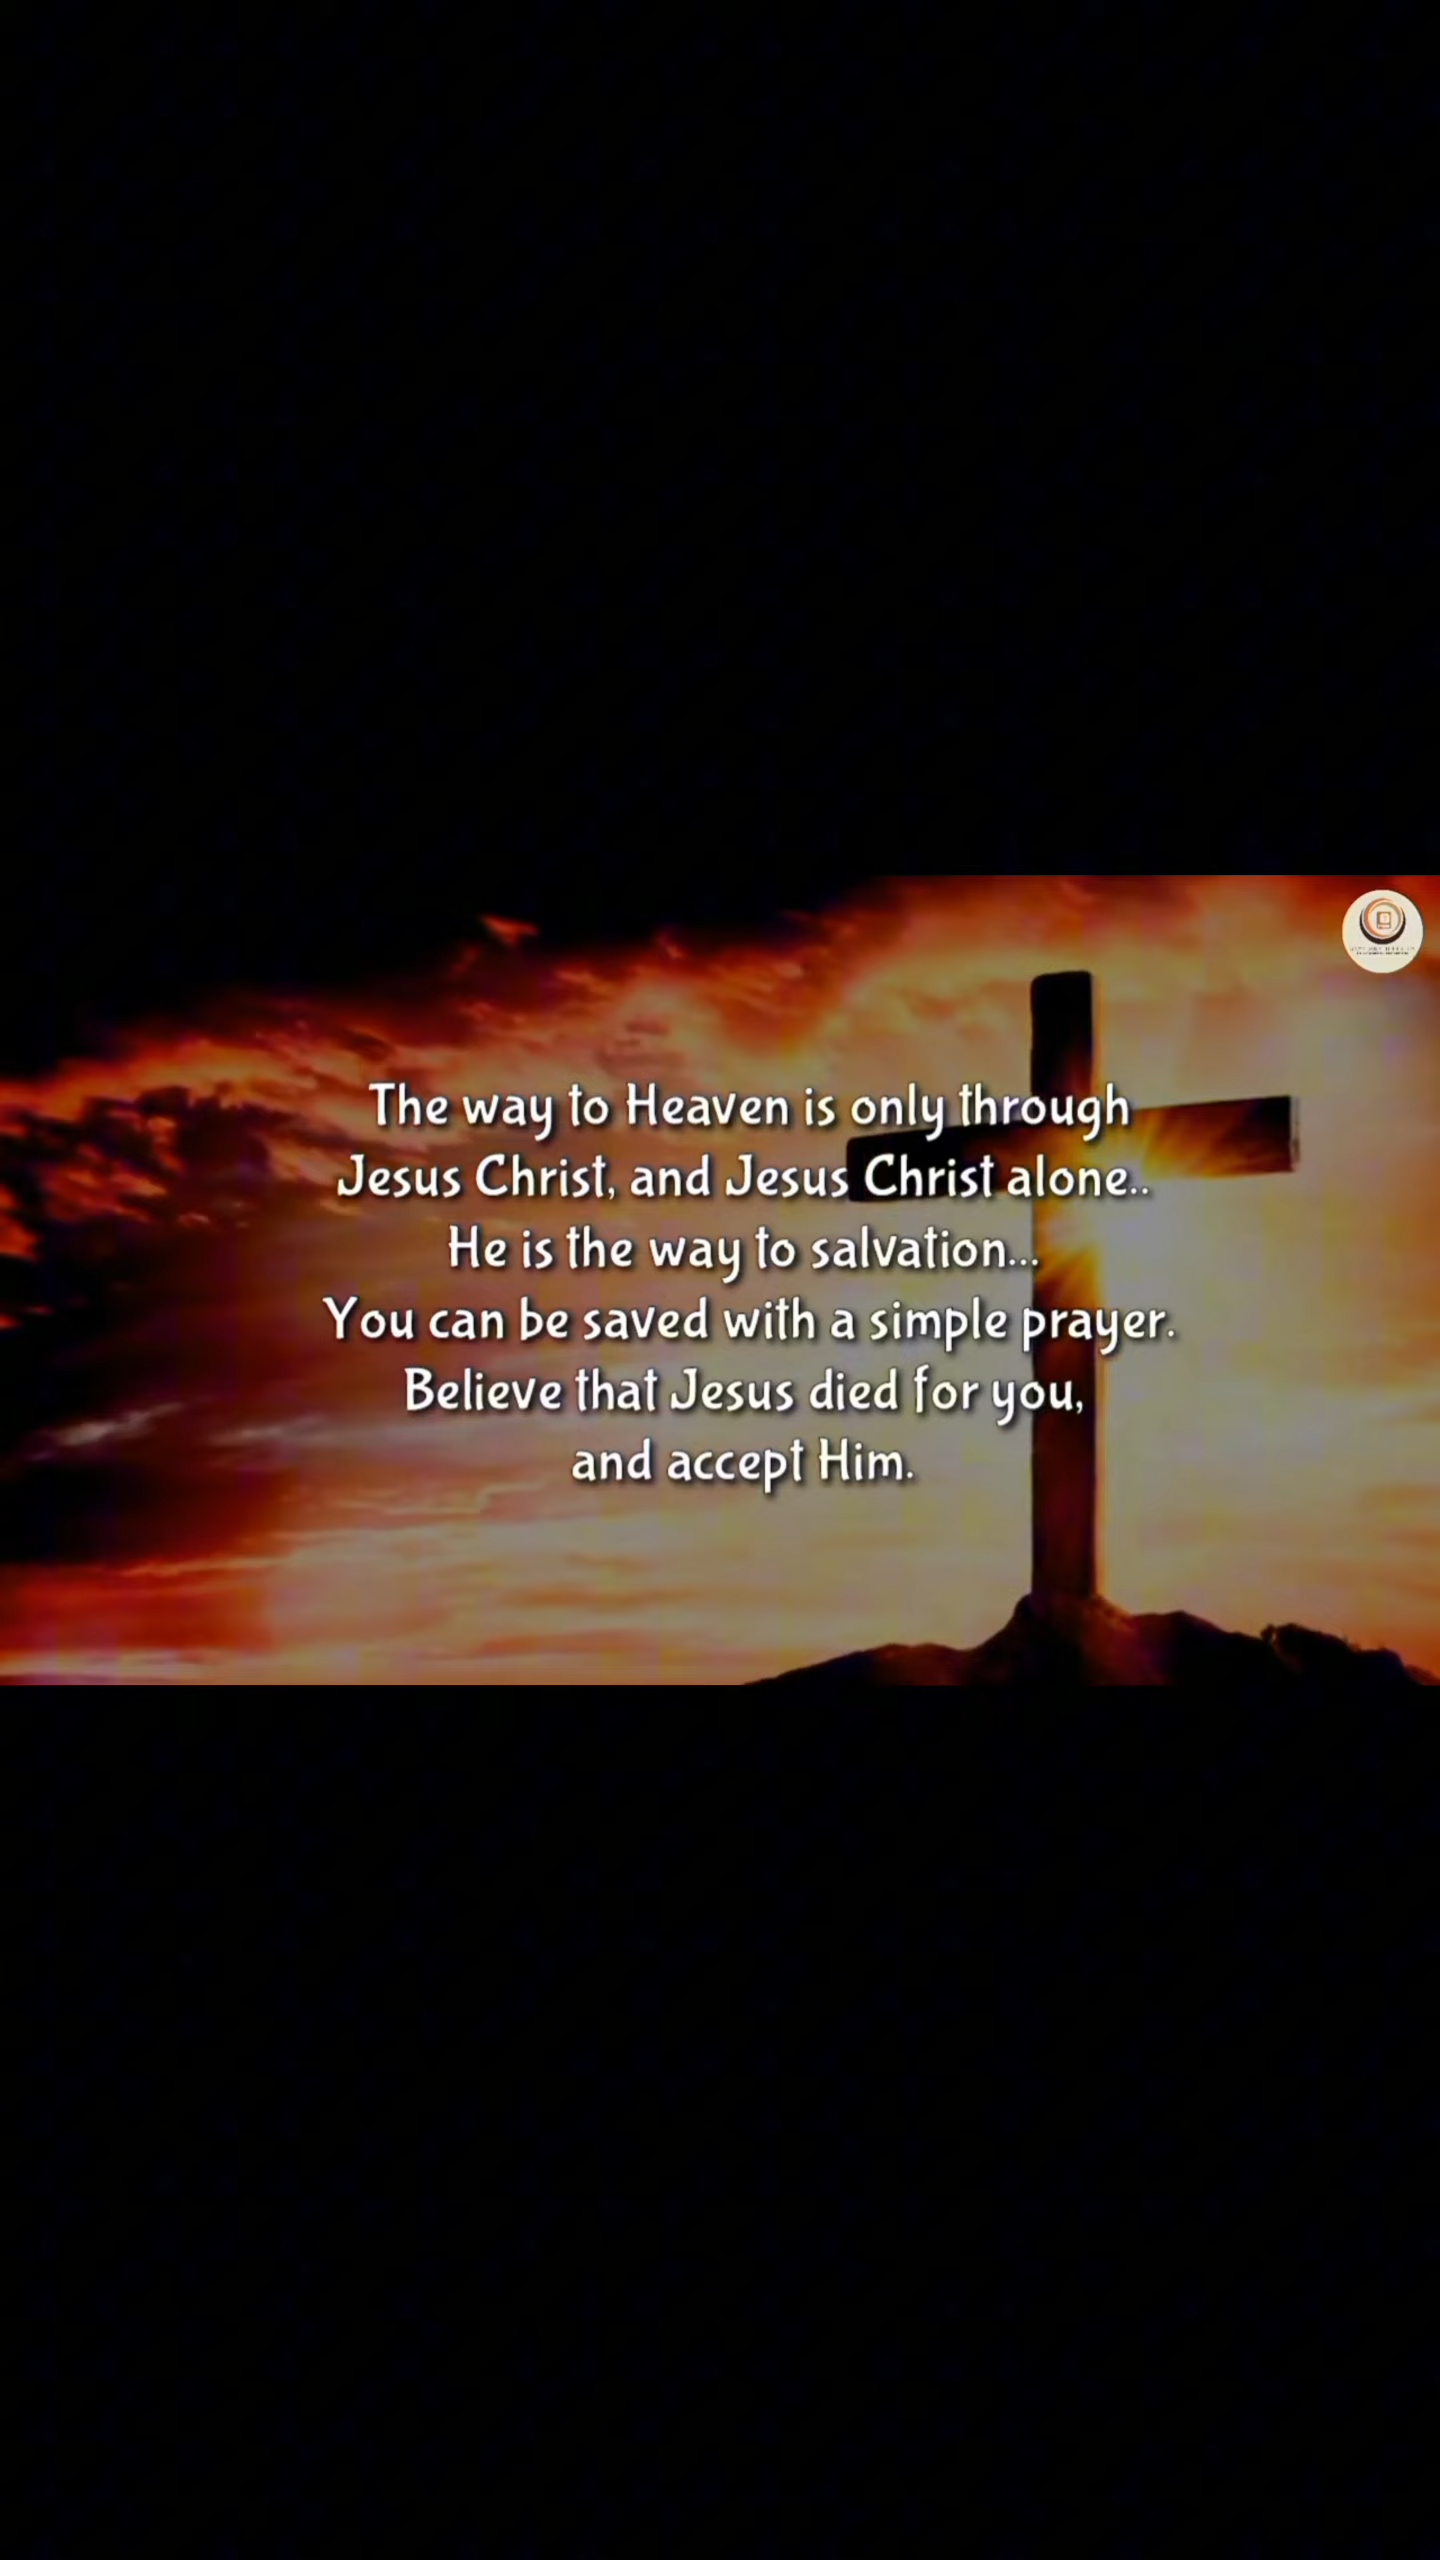 The way to Heaven is only through
Jesus Christ, and Jesus Christ alone..
He is the way to salvation...
You can be saved with a simple prayer.
Believe that Jesus died for you,
and accept Him.